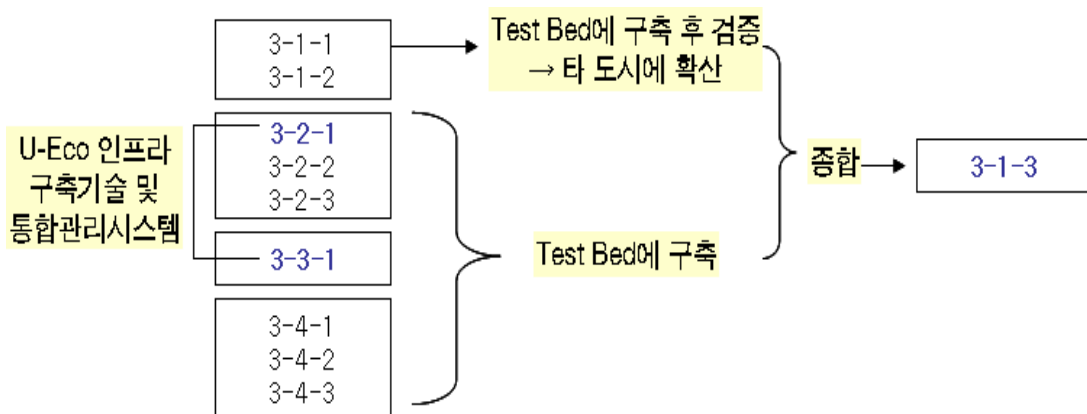 3-1-1
3-1-2
Test Bed에 구축 후 검증
→ 타 도시에 확산
U-Eco 인프라
구축기술 및
통합관리시스템
3-2-1
3-2-2
3-2-3
3-3-1
3-4-1
3-4-2
3-4-3
Test Bed에 구축
종합
3-1-3